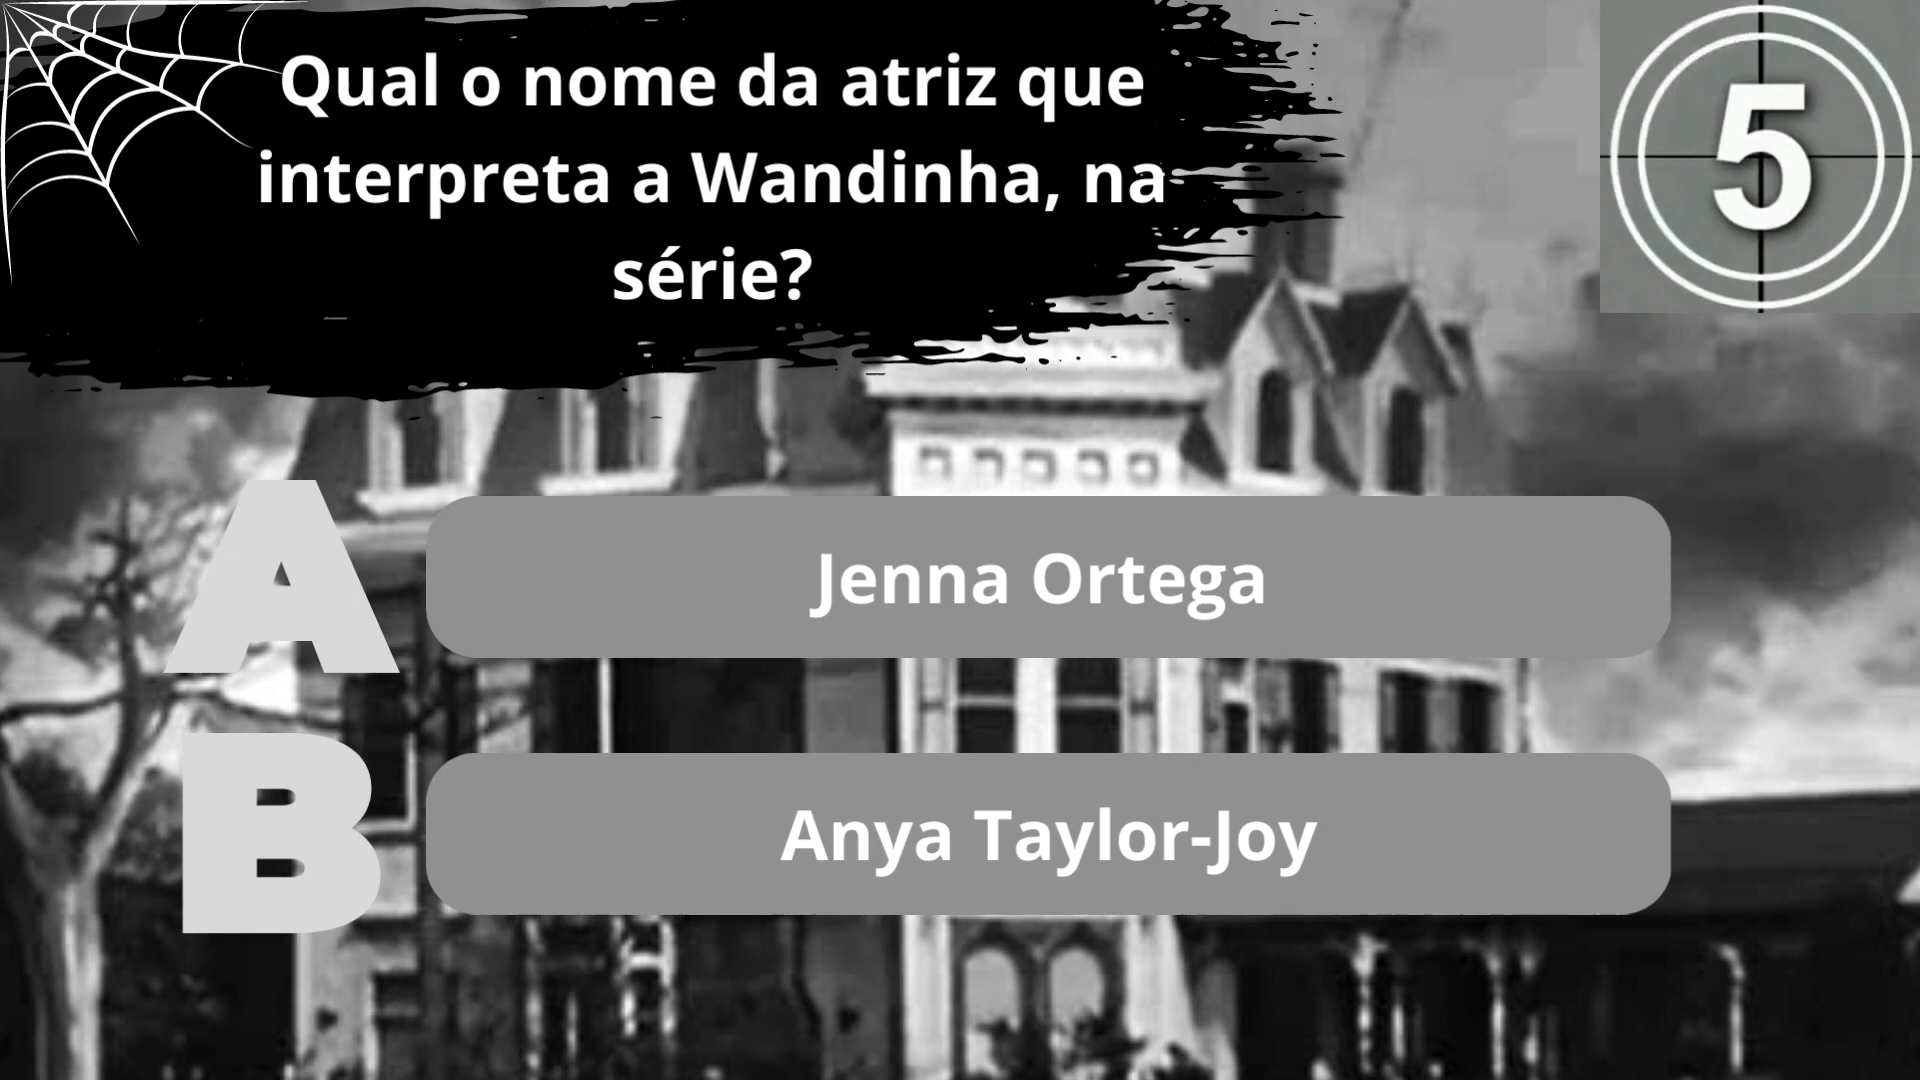 Qual o nome da atriz que
interpreta a Wandinha, na
série?
5
A
Jenna Ortega
B
Anya Taylor-Joy